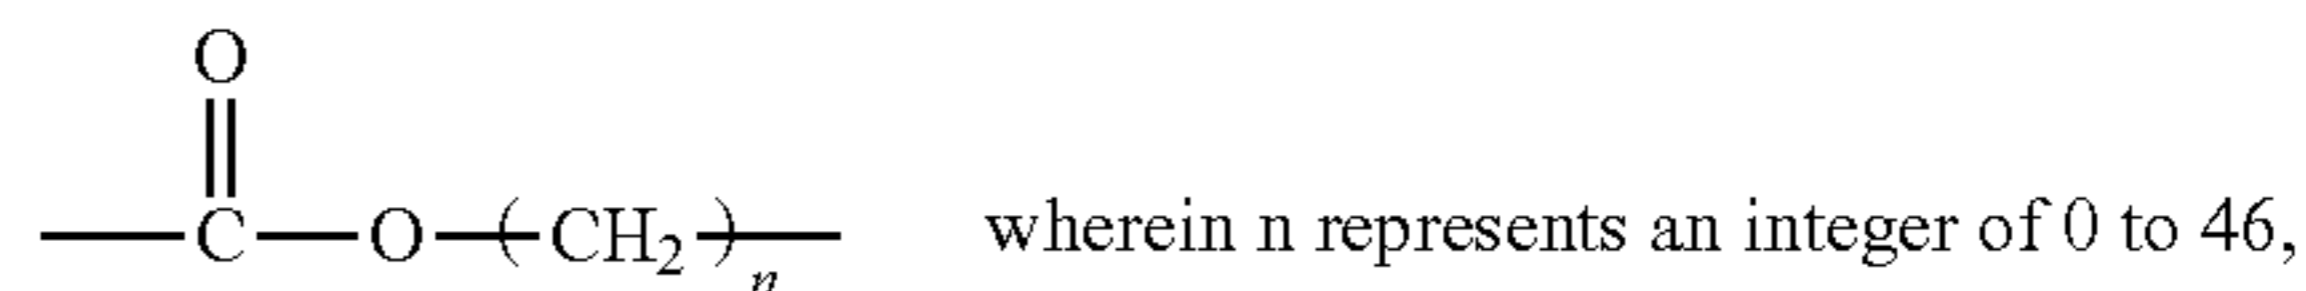 O
C O (CH2)n wherein n represents an integer of 0 to 46,